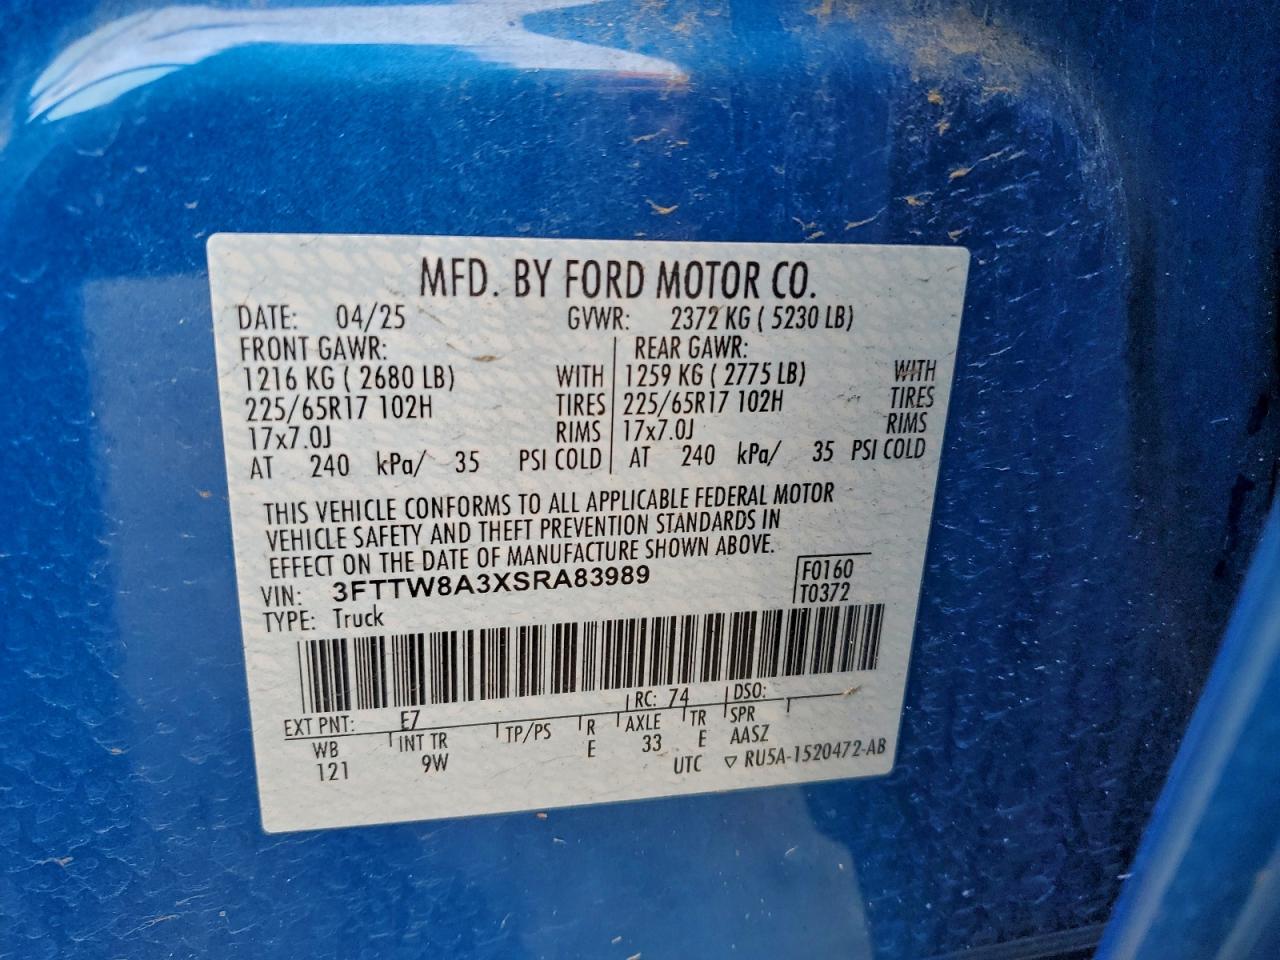 MFD. BY FORD MOTOR CO.
DATE: 04/25 GVWR: 2372 KG ( 5230 LB)
FRONT GAWR: REAR GAWR:
1216 KG ( 2680 LB) WITH 1259 KG ( 2775 LB) WITH
225/65R17 102H TIRES 225/65R17 102H TIRES
17x7.0J RIMS 17x7.0J RIMS
AT 240 kPa/ 35 PSI COLD AT 240 kPa/ 35 PSI COLD
THIS VEHICLE CONFORMS TO ALL APPLICABLE FEDERAL MOTOR
VEHICLE SAFETY AND THEFT PREVENTION STANDARDS IN
EFFECT ON THE DATE OF MANUFACTURE SHOWN ABOVE.
VIN: 3FTTW8A3XSRA83989 F0160
TYPE: Truck T0372
EXT PNT: E7 RC: 74 DSO:
WB INT TR TP/PS R AXLE TR SPR
121 9W E 33 E AASZ
UTC ▽ RU5A-1520472-AB